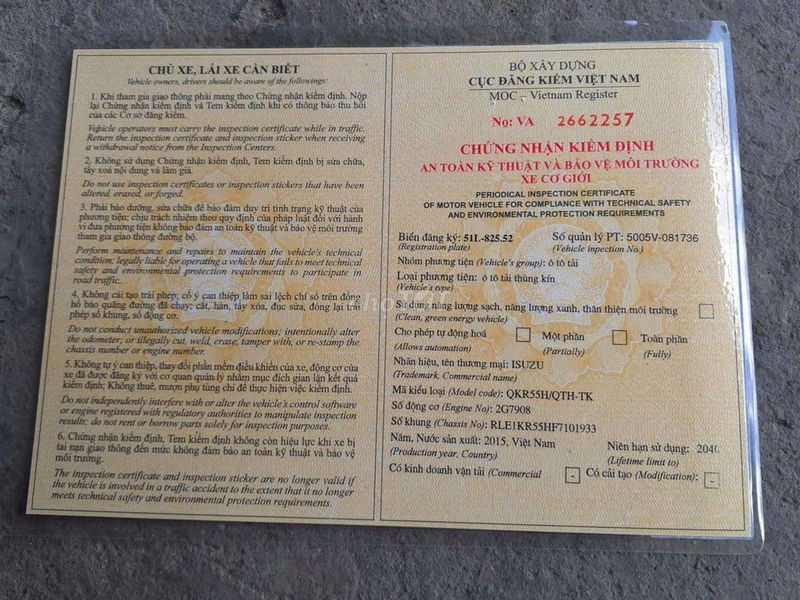 CHỦ XE, LÁI XE CẦN BIẾT
Vehicle owners, drivers should be aware of the followings:
1. Khi tham gia giao thông phải mang theo Chứng nhận kiểm định. Nộp
lại Chứng nhận kiểm định và Tem kiểm định khi có thông báo thu hồi
của các Cơ sở đăng kiểm.
Vehicle operators must carry the inspection certificate while in traffic.
Return the inspection certificate and inspection sticker when receiving
a withdrawal notice from the Inspection Centers.
2. Không sử dụng Chứng nhận kiểm định, Tem kiểm định bị sửa chữa,
tẩy xoá nội dung và làm giả.
Do not use inspection certificates or inspection stickers that have been
altered, erased, or forged.
3. Phải bảo dưỡng, sửa chữa để bảo đảm duy trì tình trạng kỹ thuật của
phương tiện; chịu trách nhiệm theo quy định của pháp luật đối với hành
vi đưa phương tiện không bảo đảm an toàn kỹ thuật và bảo vệ môi trường
tham gia giao thông đường bộ.
Perform maintenance and repairs to maintain the vehicle's technical
condition; legally liable for operating a vehicle that fails to meet technical
safety and environmental protection requirements to participate in
road traffic.
4. Không cải tạo trái phép; cố ý can thiệp làm sai lệch chỉ số trên đồng
hồ báo quãng đường đã chạy; cắt, hàn, tẩy xóa, đục sửa, đóng lại trái
phép số khung, số động cơ.
Do not conduct unauthorized vehicle modifications; intentionally alter
the odometer; or illegally cut, weld, erase, tamper with, or re-stamp the
chassis number or engine number.
5. Không tự ý can thiệp, thay đổi phần mềm điều khiển của xe, động cơ của
xe đã được đăng ký với cơ quan quản lý nhằm mục đích gian lận kết quả
kiểm định; Không thuê, mượn phụ tùng chỉ để thực hiện việc kiểm định.
Do not independently interfere with or alter the vehicle's control software
or engine registered with regulatory authorities to manipulate inspection
results; do not rent or borrow parts solely for inspection purposes.
6. Chứng nhận kiểm định, Tem kiểm định không còn hiệu lực khi xe bị
tai nạn giao thông đến mức không đảm bảo an toàn kỹ thuật và bảo vệ
môi trường.
The inspection certificate and inspection sticker are no longer valid if
the vehicle is involved in a traffic accident to the extent that it no longer
meets technical safety and environmental protection requirements.
BỘ XÂY DỰNG
CỤC ĐĂNG KIỂM VIỆT NAM
MOC – Vietnam Register
No: VA 2662257
CHỨNG NHẬN KIỂM ĐỊNH
AN TOÀN KỸ THUẬT VÀ BẢO VỆ MÔI TRƯỜNG
XE CƠ GIỚI
PERIODICAL INSPECTION CERTIFICATE
OF MOTOR VEHICLE FOR COMPLIANCE WITH TECHNICAL SAFETY
AND ENVIRONMENTAL PROTECTION REQUIREMENTS
Biển đăng ký: 51L-825.52 Số quản lý PT: 5005V-081736
(Registration plate) (Vehicle inspection No.)
Nhóm phương tiện (Vehicle's group): ô tô tải
Loại phương tiện: ô tô tải thùng kín
(Vehicle's type)
Sử dụng năng lượng sạch, năng lượng xanh, thân thiện môi trường
(Clean, green energy vehicle)
Cho phép tự động hoá Một phần Toàn phần
(Allows automation) (Partially) (Fully)
Nhãn hiệu, tên thương mại: ISUZU
(Trademark, Commercial name)
Mã kiểu loại (Model code): QKR55H/QTH-TK
Số động cơ (Engine No): 2G7908
Số khung (Chassis No): RLE1KR55HF7101933
Năm, Nước sản xuất: 2015, Việt Nam Niên hạn sử dụng: 2040
(Production year, Country) (Lifetime limit to)
Có kinh doanh vận tải (Commercial - Có cải tạo (Modification): -